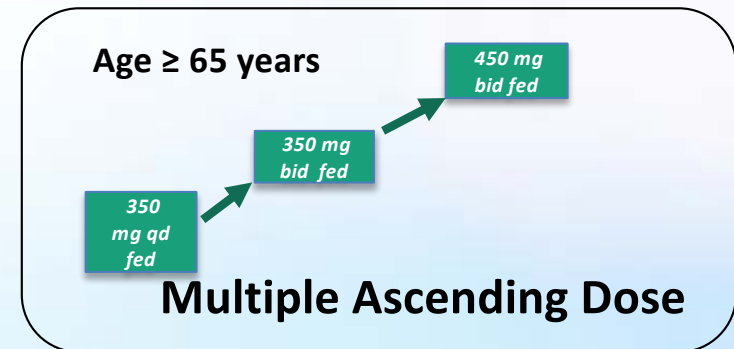 Age ≥ 65 years
450 mg
bid fed
350 mg
bid fed
350
mg qd
fed
Multiple Ascending Dose